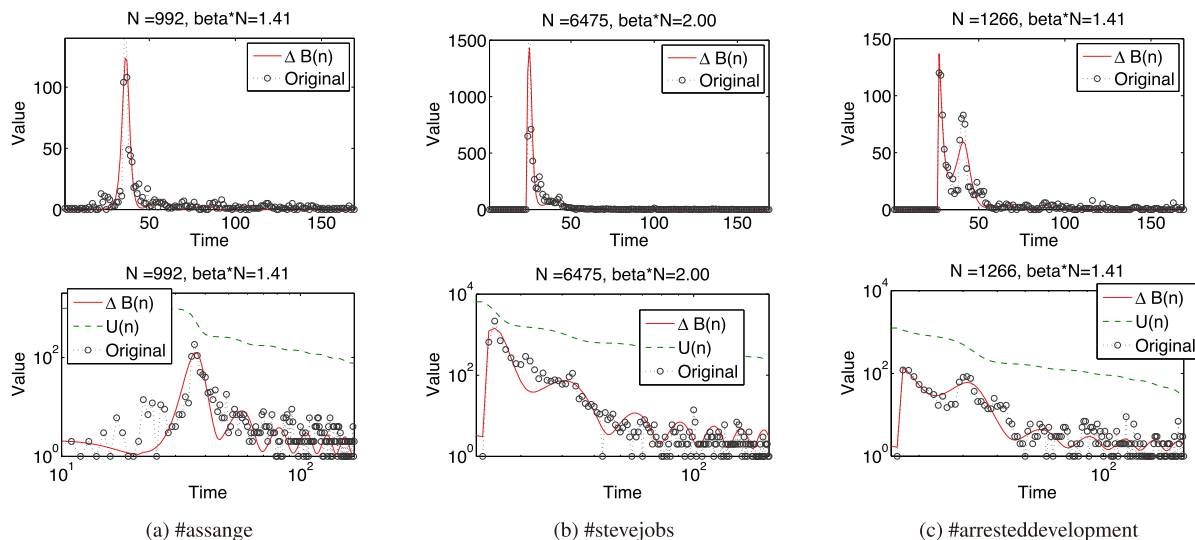 N =992, beta*N=1.41
Value
100
50
0
Δ B(n)
Original
50
100
150
Time
N =6475, beta*N=2.00
Value
1500
1000
500
0
Δ B(n)
Original
50
100
150
Time
N =1266, beta*N=1.41
Value
150
100
50
0
Δ B(n)
Original
50
100
150
Time
N =992, beta*N=1.41
Value
10^2
10^0
Δ B(n)
U(n)
Original
10^1
10^2
Time
(a) #assange
N =6475, beta*N=2.00
Value
10^4
10^2
10^0
Δ B(n)
U(n)
Original
10^2
Time
(b) #stevejobs
N =1266, beta*N=1.41
Value
10^4
10^2
10^0
Δ B(n)
U(n)
Original
10^2
Time
(c) #arresteddevelopment